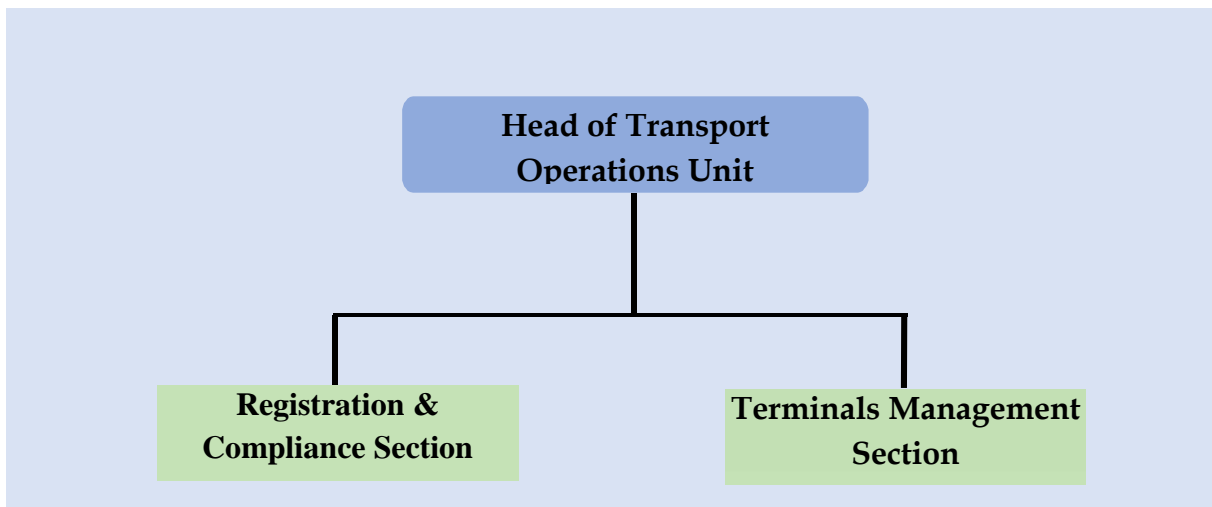 Head of Transport
Operations Unit
Registration &
Compliance Section
Terminals Management
Section